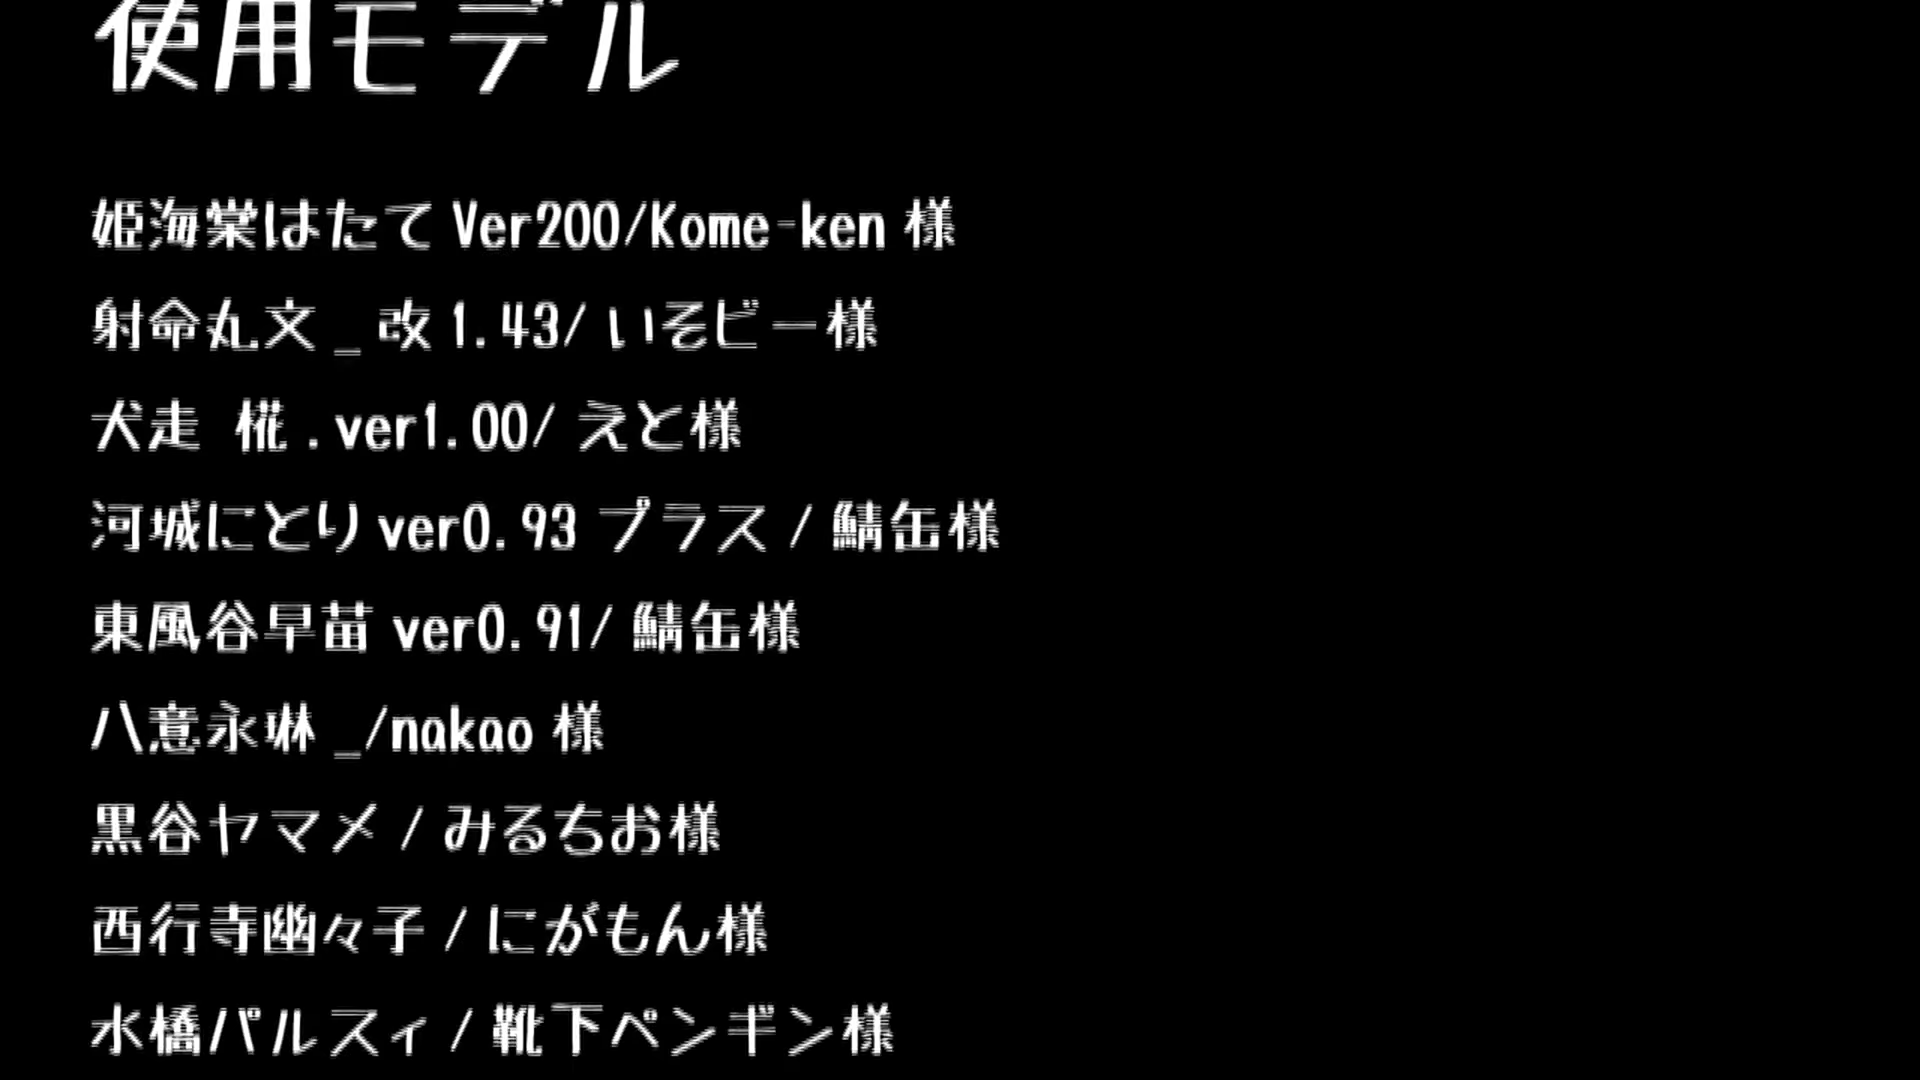 使用モデル
姫海棠はたて Ver200/Kome-ken 様
射命丸文 _ 改 1.43/ いそビー様
犬走 椛 .ver1.00/ えと様
河城にとり ver0.93 プラス / 鯖缶様
東風谷早苗 ver0.91/ 鯖缶様
八意永琳 _/nakao 様
黒谷ヤマメ / みるちお様
西行寺幽々子 / にがもん様
水橋パルスィ / 靴下ペンギン様